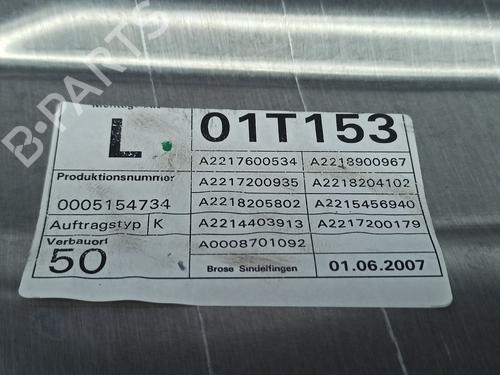 L
01T153
A2217600534 A2218900967
Produktionsnummer
A2217200935 A2218204102
0005154734
A2218205802 A2215456940
Auftragstyp K
A2214403913 A2217200179
Verbauort
A0008701092
50
Brose Sindelfingen
01.06.2007
B-PARTS